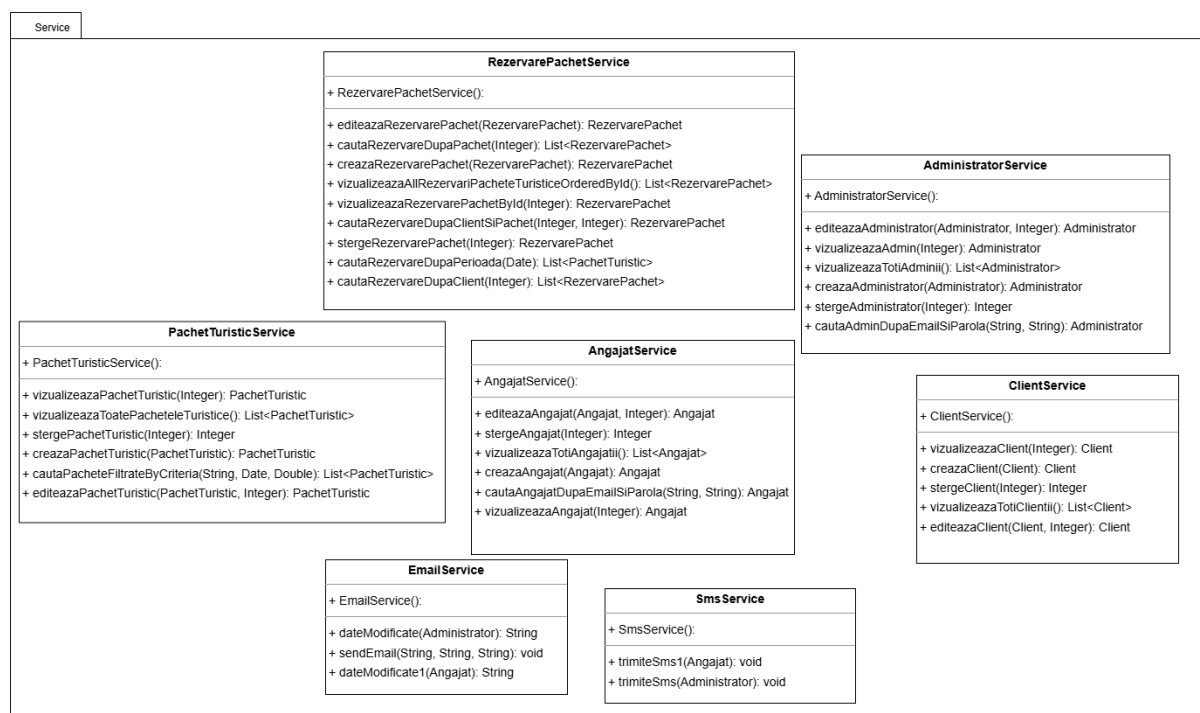 Service
RezervarePachetService
+ RezervarePachetService():
+ editeazaRezervarePachet(RezervarePachet): RezervarePachet
+ cautaRezervareDupaPachet(Integer): List<RezervarePachet>
+ creazaRezervarePachet(RezervarePachet): RezervarePachet
+ vizualizeazaAllRezervariPacheteTuristiceOrderedById(): List<RezervarePachet>
+ vizualizeazaRezervarePachetById(Integer): RezervarePachet
+ cautaRezervareDupaClientSiPachet(Integer, Integer): RezervarePachet
+ stergeRezervarePachet(Integer): RezervarePachet
+ cautaRezervareDupaPerioada(Date): List<PachetTuristic>
+ cautaRezervareDupaClient(Integer): List<RezervarePachet>
AdministratorService
+ AdministratorService():
+ editeazaAdministrator(Administrator, Integer): Administrator
+ vizualizeazaAdmin(Integer): Administrator
+ vizualizeazaTotiAdminii(): List<Administrator>
+ creazaAdministrator(Administrator): Administrator
+ stergeAdministrator(Integer): Integer
+ cautaAdminDupaEmailSiParola(String, String): Administrator
PachetTuristicService
+ PachetTuristicService():
+ vizualizeazaPachetTuristic(Integer): PachetTuristic
+ vizualizeazaToatePacheteleTuristice(): List<PachetTuristic>
+ stergePachetTuristic(Integer): Integer
+ creazaPachetTuristic(PachetTuristic): PachetTuristic
+ cautaPacheteFiltrateByCriteria(String, Date, Double): List<PachetTuristic>
+ editeazaPachetTuristic(PachetTuristic, Integer): PachetTuristic
AngajatService
+ AngajatService():
+ editeazaAngajat(Angajat, Integer): Angajat
+ stergeAngajat(Integer): Integer
+ vizualizeazaTotiAngajatii(): List<Angajat>
+ creazaAngajat(Angajat): Angajat
+ cautaAngajatDupaEmailSiParola(String, String): Angajat
+ vizualizeazaAngajat(Integer): Angajat
ClientService
+ ClientService():
+ vizualizeazaClient(Integer): Client
+ creazaClient(Client): Client
+ stergeClient(Integer): Integer
+ vizualizeazaTotiClientii(): List<Client>
+ editeazaClient(Client, Integer): Client
EmailService
+ EmailService():
+ dateModificate(Administrator): String
+ sendEmail(String, String, String): void
+ dateModificate1(Angajat): String
SmsService
+ SmsService():
+ trimiteSms1(Angajat): void
+ trimiteSms(Administrator): void